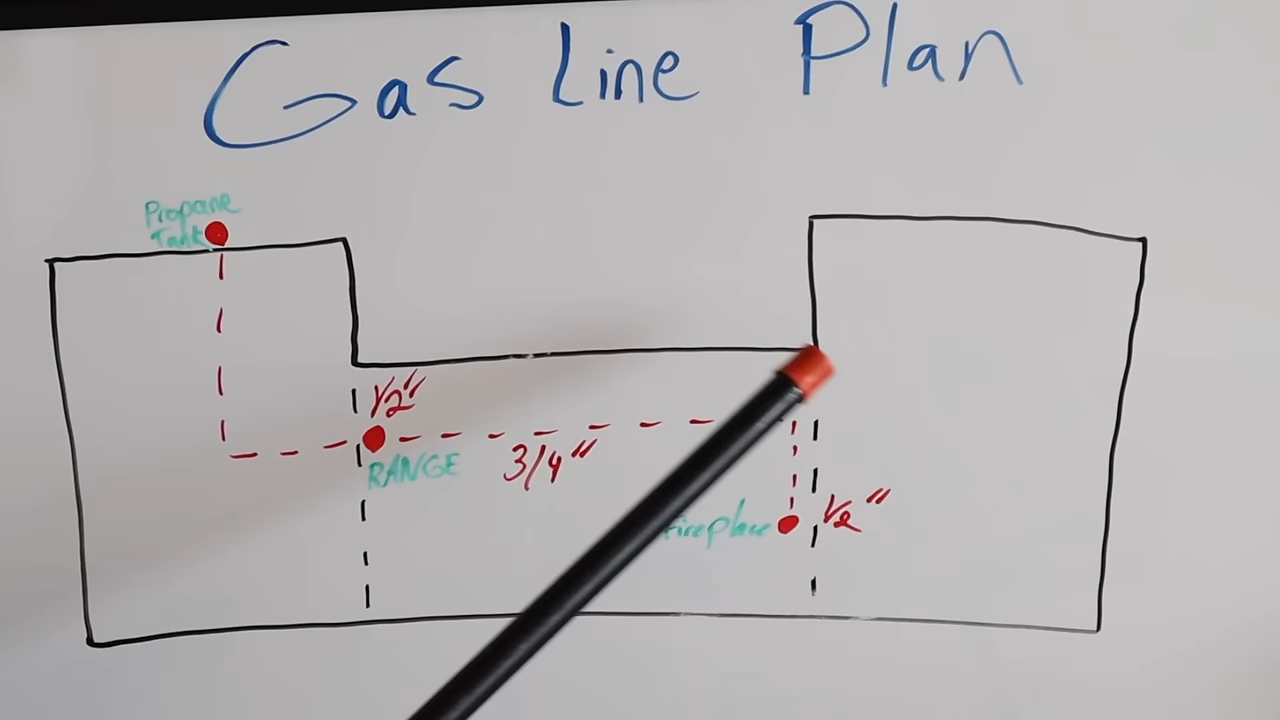 Gas Line Plan
Propane
Tank
1/2"
RANGE
3/4"
Fireplace
1/2"